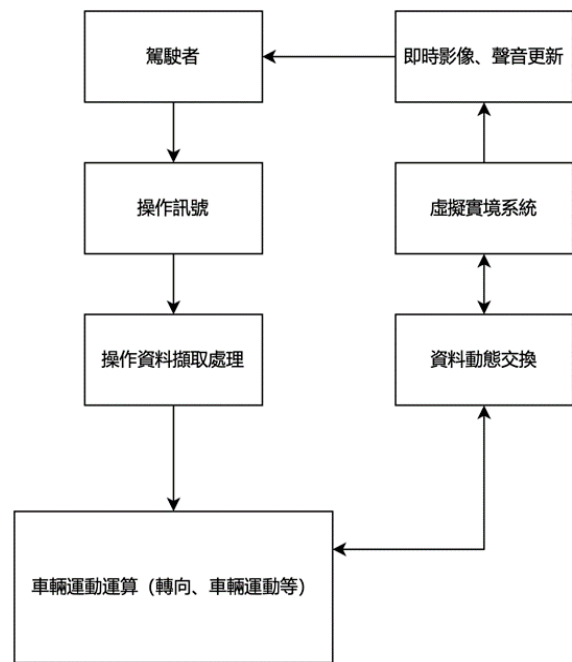 駕駛者
即時影像、聲音更新
操作訊號
虛擬實境系統
操作資料擷取處理
資料動態交換
車輛運動運算（轉向、車輛運動等）